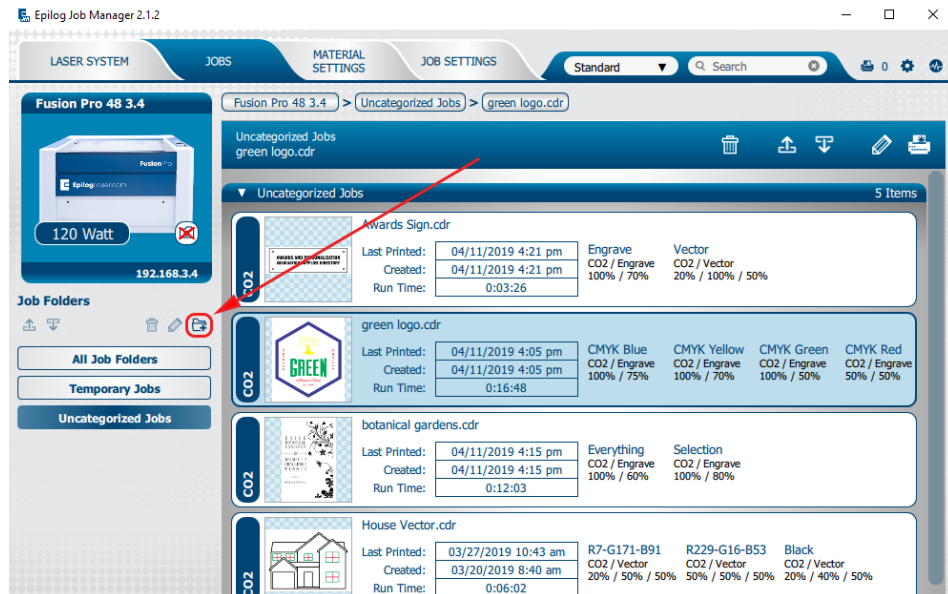 Epilog Job Manager 2.1.2
LASER SYSTEM
JOBS
MATERIAL
SETTINGS
JOB SETTINGS
Standard
Search
0
Fusion Pro 48 3.4
Fusion Pro
Epilog Laser.com
120 Watt
192.168.3.4
Job Folders
All Job Folders
Temporary Jobs
Uncategorized Jobs
Fusion Pro 48 3.4 > Uncategorized Jobs > green logo.cdr
Uncategorized Jobs
green logo.cdr
Uncategorized Jobs 5 Items
CO2
AWARDS AND PERSONALIZATION
Awards Sign.cdr
Last Printed: 04/11/2019 4:21 pm
Created: 04/11/2019 4:21 pm
Run Time: 0:03:26
Engrave
CO2 / Engrave
100% / 70%
Vector
CO2 / Vector
20% / 100% / 50%
CO2
GREEN
green logo.cdr
Last Printed: 04/11/2019 4:05 pm
Created: 04/11/2019 4:05 pm
Run Time: 0:16:48
CMYK Blue
CO2 / Engrave
100% / 75%
CMYK Yellow
CO2 / Engrave
100% / 70%
CMYK Green
CO2 / Engrave
100% / 50%
CMYK Red
CO2 / Engrave
50% / 50%
CO2
botanical gardens.cdr
Last Printed: 04/11/2019 4:15 pm
Created: 04/11/2019 4:15 pm
Run Time: 0:12:03
Everything
CO2 / Engrave
100% / 60%
Selection
CO2 / Engrave
100% / 80%
CO2
House Vector.cdr
Last Printed: 03/27/2019 10:43 am
Created: 03/20/2019 8:40 am
Run Time: 0:06:02
R7-G171-B91
CO2 / Vector
20% / 50% / 50%
R229-G16-B53
CO2 / Vector
50% / 50% / 50%
Black
CO2 / Vector
20% / 40% / 50%